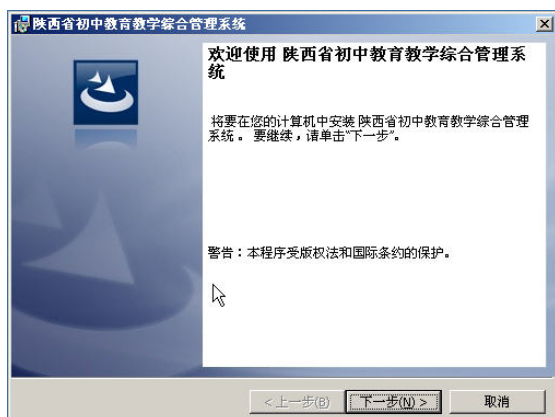 陕西省初中教育教学综合管理系统
欢迎使用 陕西省初中教育教学综合管理系
统
将要在您的计算机中安装 陕西省初中教育教学综合管理
系统 。 要继续，请单击“下一步”。
警告：本程序受版权法和国际条约的保护。
<上一步(B)
下一步(N) >
取消